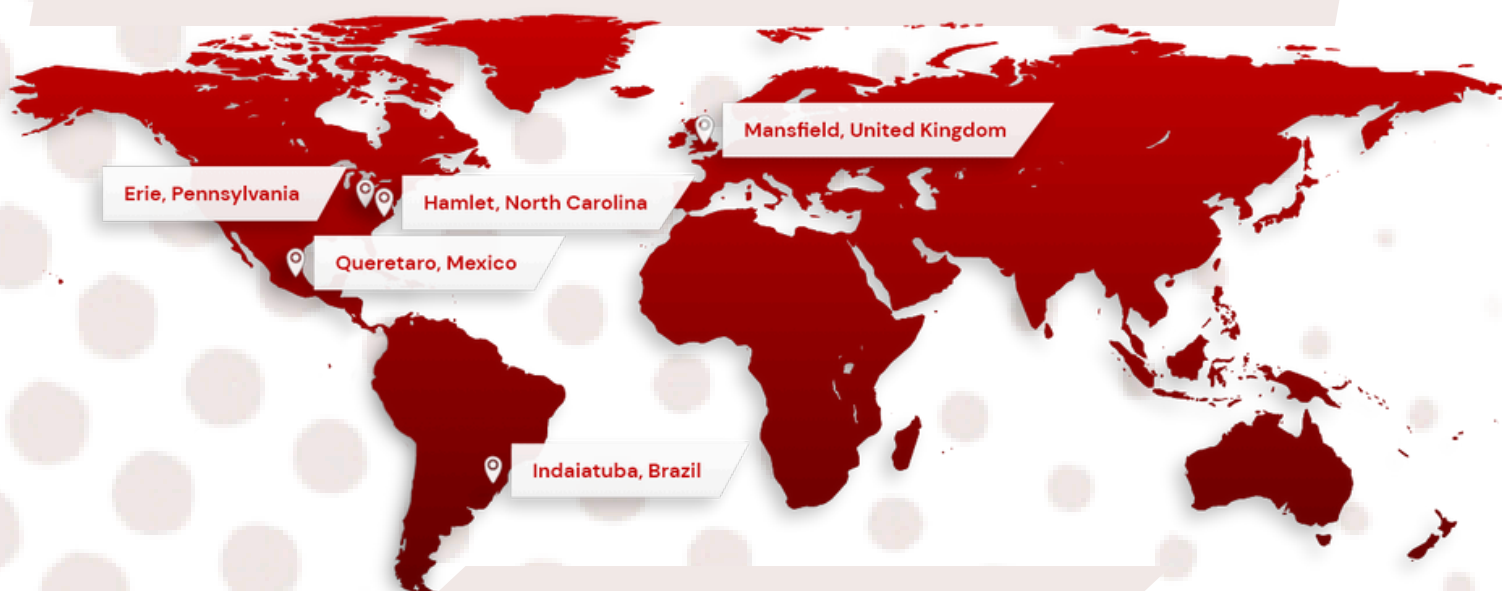 Mansfield, United Kingdom
Erie, Pennsylvania
Hamlet, North Carolina
Queretaro, Mexico
Indaiatuba, Brazil